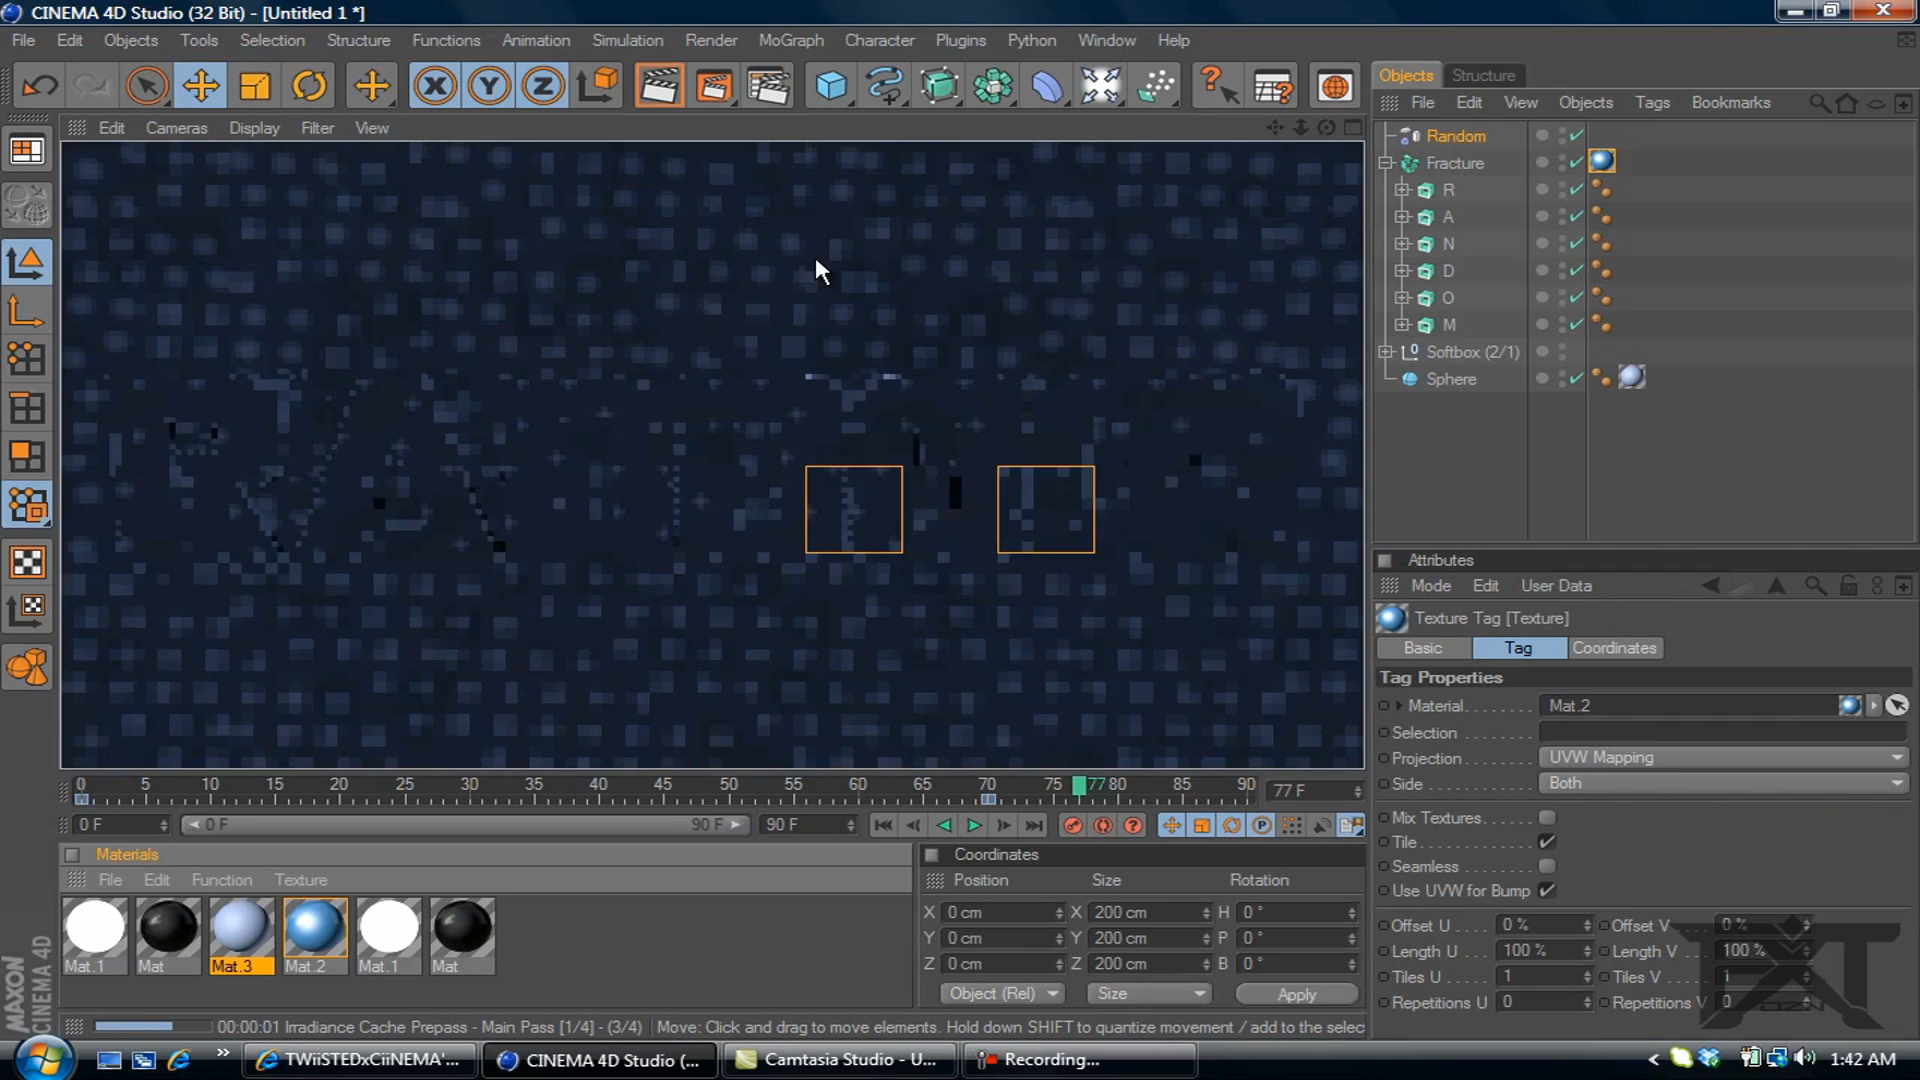 CINEMA 4D Studio (32 Bit) - [Untitled 1 *]
File Edit Objects Tools Selection Structure Functions Animation Simulation Render MoGraph Character Plugins Python Window Help
X Y Z
Objects Structure
File Edit View Objects Tags Bookmarks
Edit Cameras Display Filter View
Random
Fracture
R
A
N
D
O
M
Softbox (2/1)
Sphere
Attributes
Mode Edit User Data
Texture Tag [Texture]
Basic Tag Coordinates
Tag Properties
Material Mat.2
Selection
Projection UVW Mapping
Side Both
Mix Textures
Tile
Seamless
Use UVW for Bump
Offset U 0 % Offset V 0 %
Length U 100 % Length V 100 %
Tiles U 1 Tiles V 1
Repetitions U 0 Repetitions V 0
0 5 10 15 20 25 30 35 40 45 50 55 60 65 70 75 77 80 85 90 77 F
0 F 0 F 90 F 90 F
Materials
File Edit Function Texture
Mat.1 Mat Mat.3 Mat.2 Mat.1 Mat
Coordinates
Position Size Rotation
X 0 cm X 200 cm H 0 °
Y 0 cm Y 200 cm P 0 °
Z 0 cm Z 200 cm B 0 °
Object (Rel) Size Apply
MAXON
CINEMA 4D
00:00:01 Irradiance Cache Prepass - Main Pass [1/4] - (3/4) Move: Click and drag to move elements. Hold down SHIFT to quantize movement / add to the selec
TWiiSTEDxCiiNEMA'... CINEMA 4D Studio (... Camtasia Studio - U... Recording... 1:42 AM